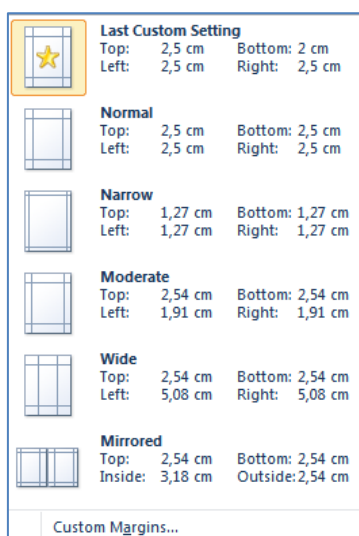 Last Custom Setting
Top: 2,5 cm Bottom: 2 cm
Left: 2,5 cm Right: 2,5 cm
Normal
Top: 2,5 cm Bottom: 2,5 cm
Left: 2,5 cm Right: 2,5 cm
Narrow
Top: 1,27 cm Bottom: 1,27 cm
Left: 1,27 cm Right: 1,27 cm
Moderate
Top: 2,54 cm Bottom: 2,54 cm
Left: 1,91 cm Right: 1,91 cm
Wide
Top: 2,54 cm Bottom: 2,54 cm
Left: 5,08 cm Right: 5,08 cm
Mirrored
Top: 2,54 cm Bottom: 2,54 cm
Inside: 3,18 cm Outside: 2,54 cm
Custom Margins...